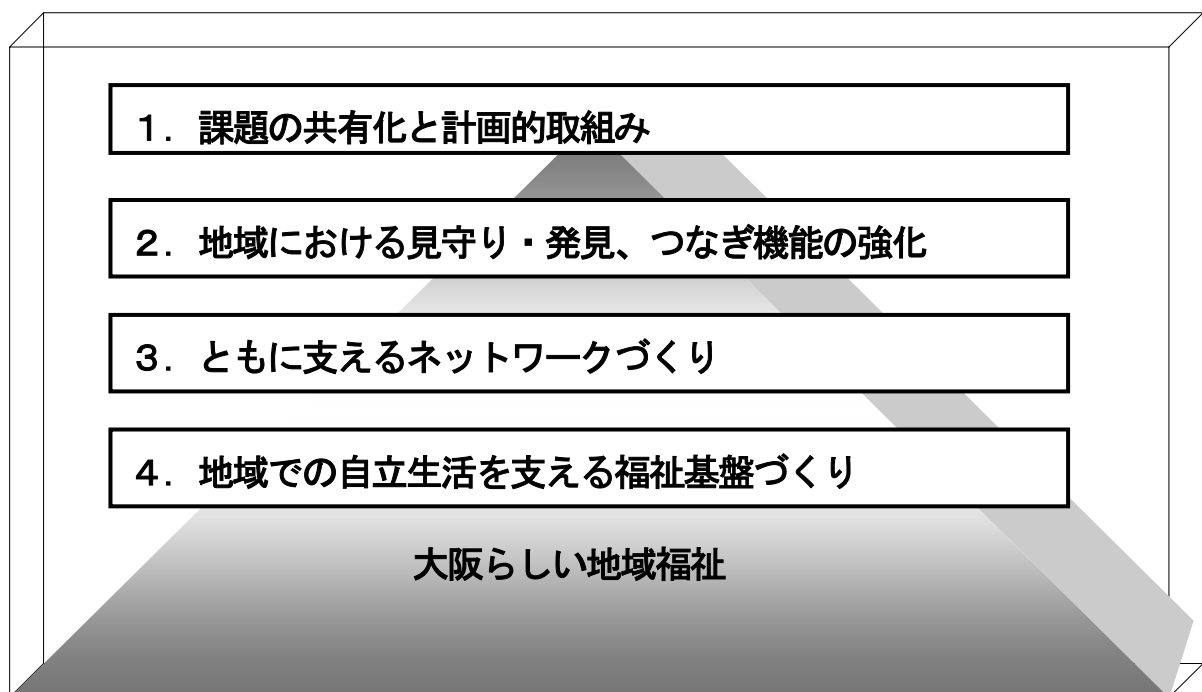 １．課題の共有化と計画的取組み
２．地域における見守り・発見、つなぎ機能の強化
３．ともに支えるネットワークづくり
４．地域での自立生活を支える福祉基盤づくり
大阪らしい地域福祉